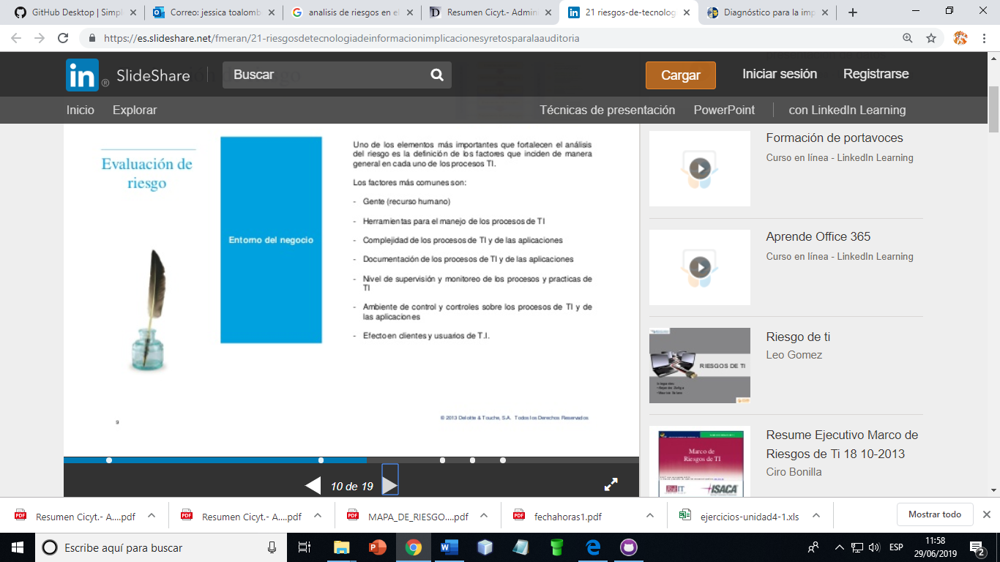 GitHub Desktop | Simpl
Correo: jessica toalomb
analisis de riesgos en el
Resumen Cicyt.- Admini
21 riesgos-de-tecnolog
Diagnóstico para la imp
https://es.slideshare.net/fmeran/21-riesgosdetecnologiadeinformacionimplicacionesyretosparalaauditoria
in ® SlideShare
Buscar
Cargar
Iniciar sesión
Registrarse
Inicio
Explorar
Técnicas de presentación
PowerPoint
con LinkedIn Learning
Evaluación de
riesgo
Entorno del negocio
Uno de los elementos más importantes que fortalecen el análisis
del riesgo es la definición de los factores que inciden de manera
general en cada uno de los procesos TI.
Los factores más comunes son:
- Gente (recurso humano)
- Herramientas para el manejo de los procesos de TI
- Complejidad de los procesos de TI y de las aplicaciones
- Documentación de los procesos de TI y de las aplicaciones
- Nivel de supervisión y monitoreo de los procesos y practicas de
TI
- Ambiente de control y controles sobre los procesos de TI y de
las aplicaciones
- Efecto en clientes y usuarios de T.I.
9
© 2013 Deloitte & Touche, S.A. Todos los Derechos Reservados
10 de 19
Formación de portavoces
Curso en línea - LinkedIn Learning
Aprende Office 365
Curso en línea - LinkedIn Learning
RIESGOS DE TI
Riesgo de ti
Leo Gomez
Marco de
Riesgos de TI
ISACA
Resume Ejecutivo Marco de
Riesgos de Ti 18 10-2013
Ciro Bonilla
Resumen Cicyt.- A....pdf
Resumen Cicyt.- A....pdf
MAPA_DE_RIESGO....pdf
fechahoras1.pdf
ejercicios-unidad4-1.xls
Mostrar todo
Escribe aquí para buscar
ESP
11:58
29/06/2019
2